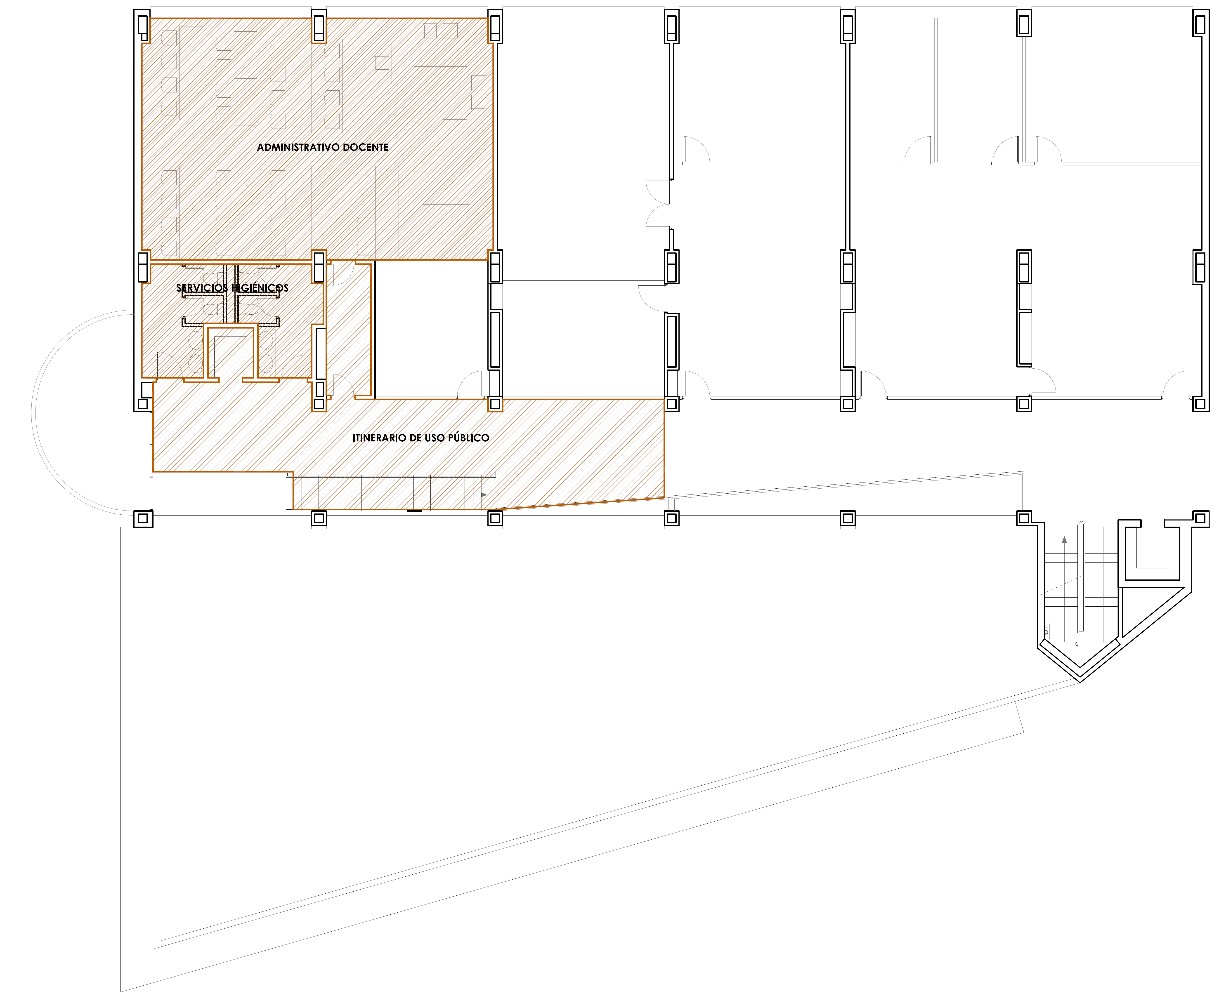 ADMINISTRATIVO DOCENTE
SERVICIOS HIGIÉNICOS
ITINERARIO DE USO PÚBLICO